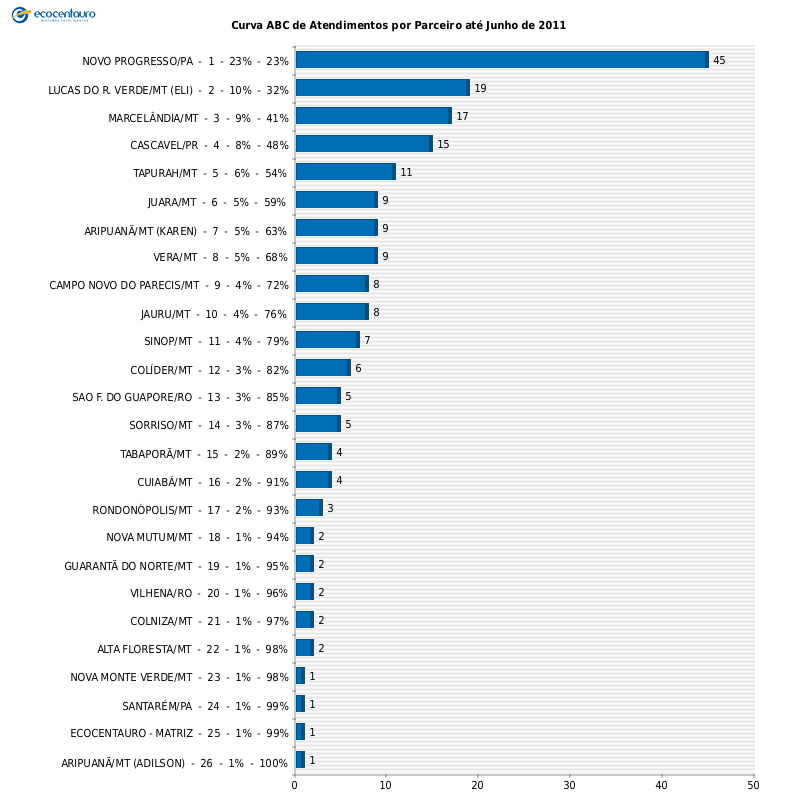 ecocentauro
Curva ABC de Atendimentos por Parceiro até Junho de 2011
NOVO PROGRESSO/PA - 1 - 23% - 23% 45
LUCAS DO R. VERDE/MT (ELI) - 2 - 10% - 32% 19
MARCELÂNDIA/MT - 3 - 9% - 41% 17
CASCAVEL/PR - 4 - 8% - 48% 15
TAPURAH/MT - 5 - 6% - 54% 11
JUARA/MT - 6 - 5% - 59% 9
ARIPUANÃ/MT (KAREN) - 7 - 5% - 63% 9
VERA/MT - 8 - 5% - 68% 9
CAMPO NOVO DO PARECIS/MT - 9 - 4% - 72% 8
JAURU/MT - 10 - 4% - 76% 8
SINOP/MT - 11 - 4% - 79% 7
COLÍDER/MT - 12 - 3% - 82% 6
SAO F. DO GUAPORE/RO - 13 - 3% - 85% 5
SORRISO/MT - 14 - 3% - 87% 5
TABAPORÃ/MT - 15 - 2% - 89% 4
CUIABÁ/MT - 16 - 2% - 91% 4
RONDONÓPOLIS/MT - 17 - 2% - 93% 3
NOVA MUTUM/MT - 18 - 1% - 94% 2
GUARANTÃ DO NORTE/MT - 19 - 1% - 95% 2
VILHENA/RO - 20 - 1% - 96% 2
COLNIZA/MT - 21 - 1% - 97% 2
ALTA FLORESTA/MT - 22 - 1% - 98% 2
NOVA MONTE VERDE/MT - 23 - 1% - 98% 1
SANTARÉM/PA - 24 - 1% - 99% 1
ECOCENTAURO - MATRIZ - 25 - 1% - 99% 1
ARIPUANÃ/MT (ADILSON) - 26 - 1% - 100% 1
0 10 20 30 40 50